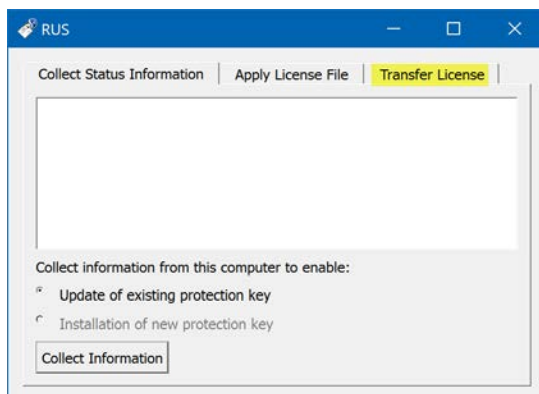 RUS
Collect Status Information Apply License File Transfer License
Collect information from this computer to enable:
Update of existing protection key
Installation of new protection key
Collect Information